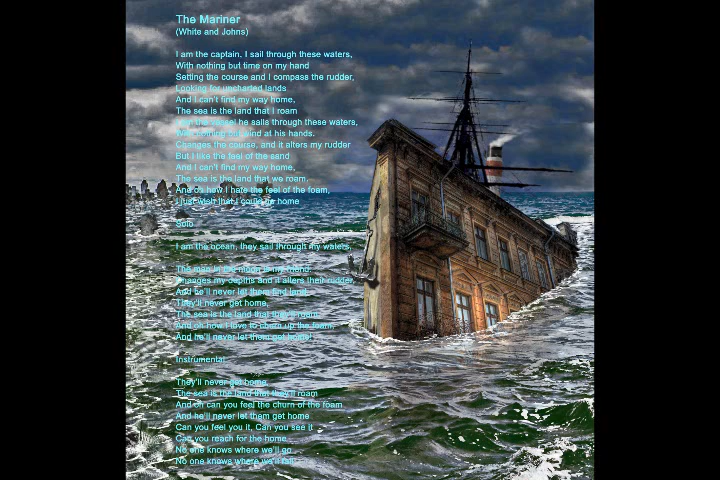 The Mariner
(White and Johns)
I am the captain. I sail through these waters,
With nothing but time on my hand
Setting the course and I compass the rudder,
Looking for uncharted lands
And I can't find my way home,
The sea is the land that I roam
I am the vessel he sails through these waters,
With nothing but wind at his hands.
Changes the course, and it alters my rudder
But I like the feel of the sand
And I can't find my way home,
The sea is the land that we roam,
And oh how I hate the feel of the foam,
I just wish that I could go home
Solo
I am the ocean, they sail through my waters,
The man in the moon is my friend.
Changes my depths and it alters their rudder,
And he'll never let them find land.
They'll never get home,
The sea is the land that they'll roam
And oh how I love to churn up the foam,
And he'll never let them get home!
Instrumental
They'll never get home
The sea is the land that they'll roam
And oh can you feel the churn of the foam
And he'll never let them get home
Can you feel you it, Can you see it
Can you reach for the home
No one knows where we'll go
No one knows where we'll